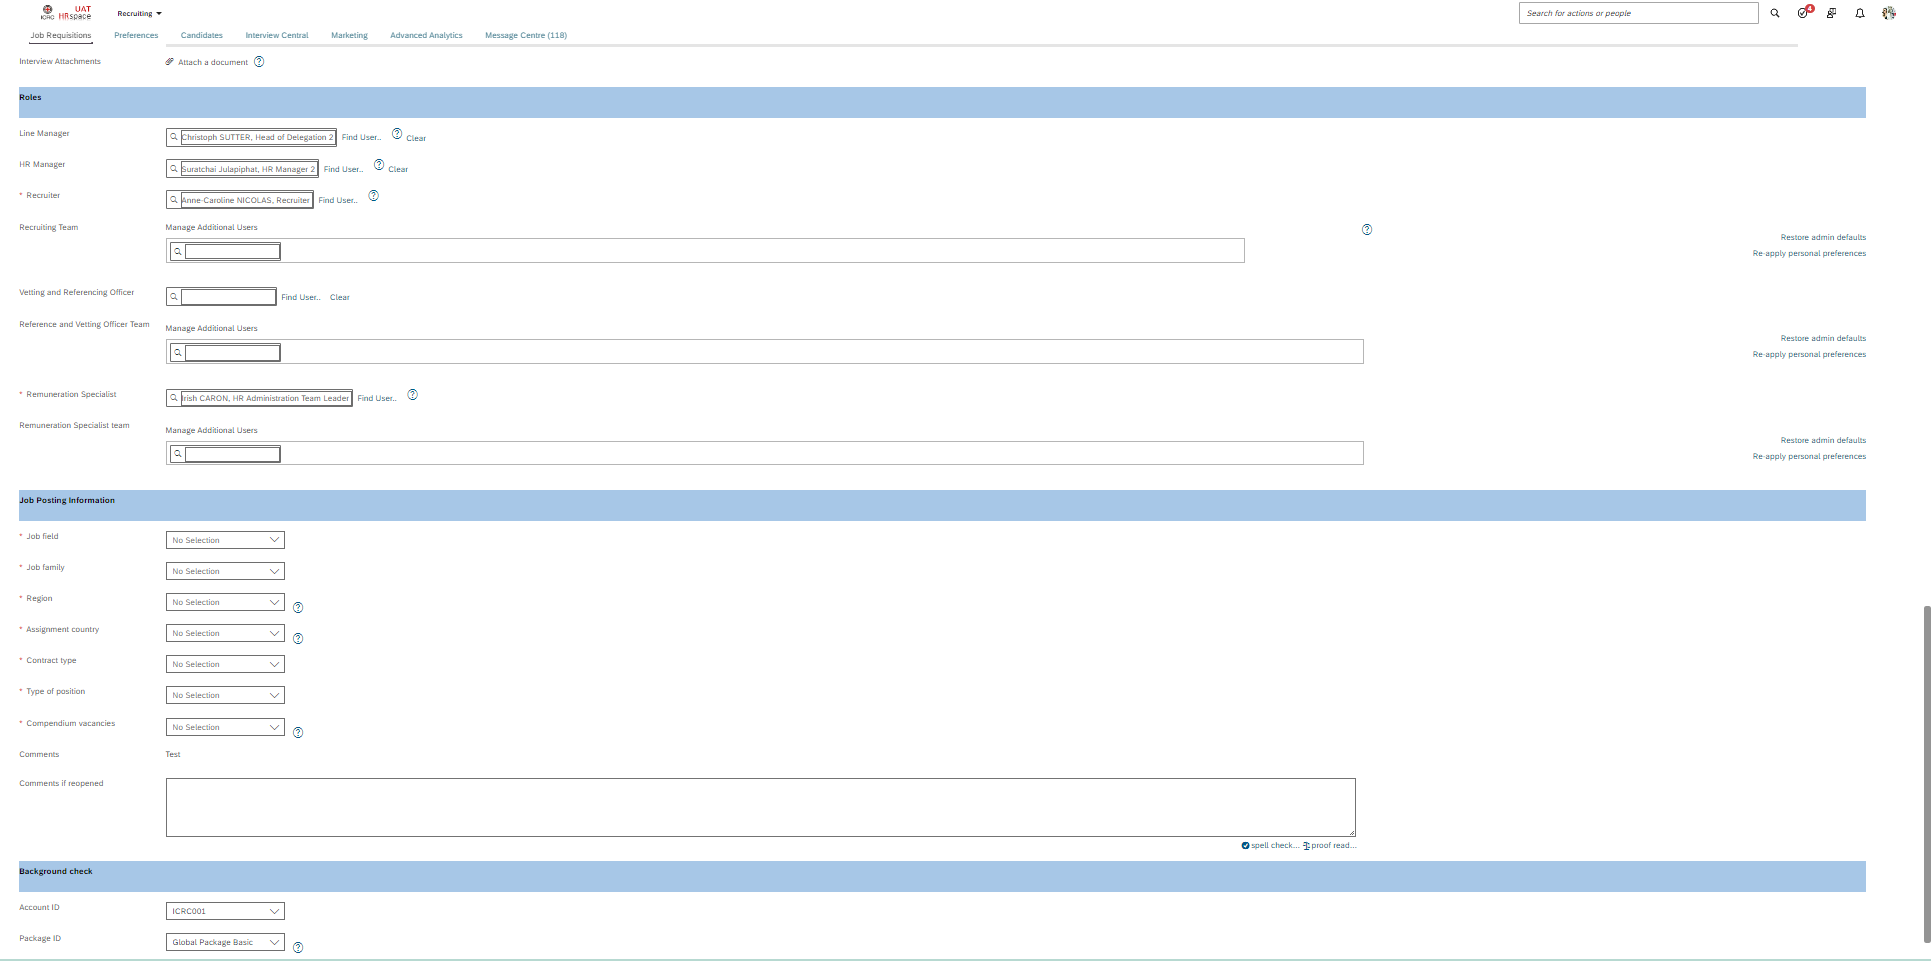 UAT
ICRC HRspace
Recruiting
Search for actions or people
4
Job Requisitions
Preferences
Candidates
Interview Central
Marketing
Advanced Analytics
Message Centre (118)
Interview Attachments
Attach a document ?
Roles
Line Manager
Christoph SUTTER, Head of Delegation 2 Find User.. ? Clear
HR Manager
Suratchai Julapiphat, HR Manager 2 Find User.. ? Clear
* Recruiter
Anne-Caroline NICOLAS, Recruiter Find User.. ?
Recruiting Team
Manage Additional Users
?
Restore admin defaults
Re-apply personal preferences
Vetting and Referencing Officer
Find User.. Clear
Reference and Vetting Officer Team
Manage Additional Users
Restore admin defaults
Re-apply personal preferences
* Remuneration Specialist
Irish CARON, HR Administration Team Leader Find User.. ?
Remuneration Specialist team
Manage Additional Users
Restore admin defaults
Re-apply personal preferences
Job Posting Information
* Job field
No Selection
* Job family
No Selection
* Region
No Selection ?
* Assignment country
No Selection ?
* Contract type
No Selection
* Type of position
No Selection
* Compendium vacancies
No Selection ?
Comments
Test
Comments if reopened
spell check... proof read...
Background check
Account ID
ICRC001
Package ID
Global Package Basic ?